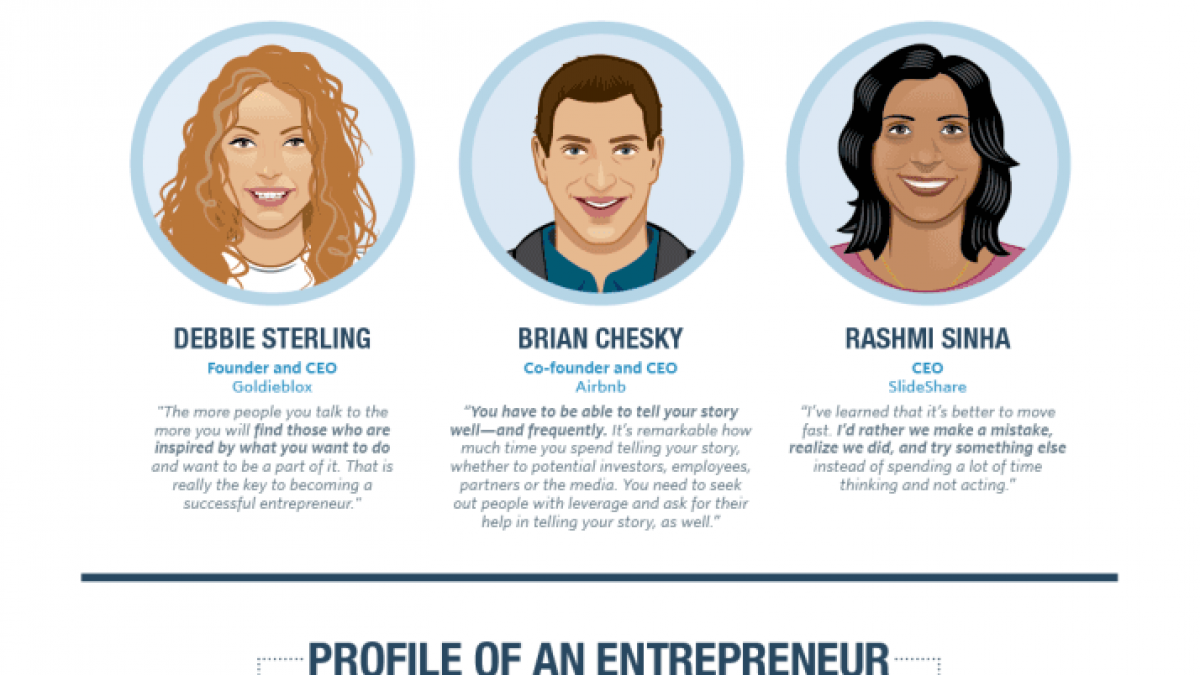 DEBBIE STERLING
Founder and CEO
Goldieblox
"The more people you talk to the
more you will find those who are
inspired by what you want to do
and want to be a part of it. That is
really the key to becoming a
successful entrepreneur."
BRIAN CHESKY
Co-founder and CEO
Airbnb
“You have to be able to tell your story
well—and frequently. It’s remarkable how
much time you spend telling your story,
whether to potential investors, employees,
partners or the media. You need to seek
out people with leverage and ask for their
help in telling your story, as well.”
RASHMI SINHA
CEO
SlideShare
“I’ve learned that it’s better to move
fast. I’d rather we make a mistake,
realize we did, and try something else
instead of spending a lot of time
thinking and not acting.”
PROFILE OF AN ENTREPRENEUR